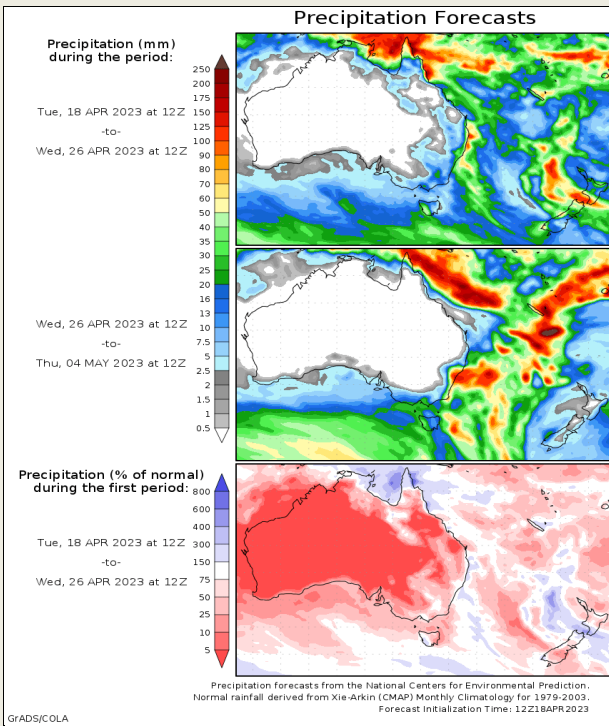 Precipitation Forecasts
Precipitation (mm)
during the period:
Tue, 18 APR 2023 at 12Z
-to-
Wed, 26 APR 2023 at 12Z
250
200
175
150
125
100
90
80
70
60
50
40
35
30
25
20
16
13
10
7.5
5
2.5
2
1.5
1
0.5
Wed, 26 APR 2023 at 12Z
-to-
Thu, 04 MAY 2023 at 12Z
Precipitation (% of normal)
during the first period:
Tue, 18 APR 2023 at 12Z
-to-
Wed, 26 APR 2023 at 12Z
800
600
400
300
150
75
50
25
10
5
Precipitation forecasts from the National Centers for Environmental Prediction.
Normal rainfall derived from Xie-Arkin (CMAP) Monthly Climatology for 1979-2003.
Forecast Initialization Time: 12Z18APR2023
GrADS/COLA